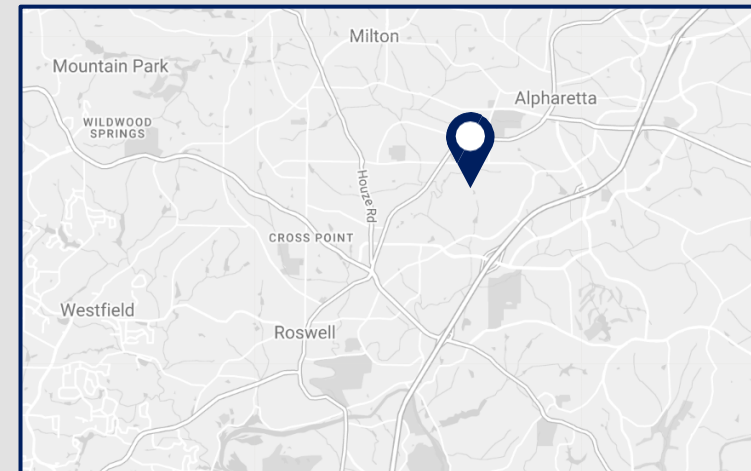 Milton
Mountain Park
Alpharetta
WILDWOOD
SPRINGS
Houze Rd
CROSS POINT
Westfield
Roswell